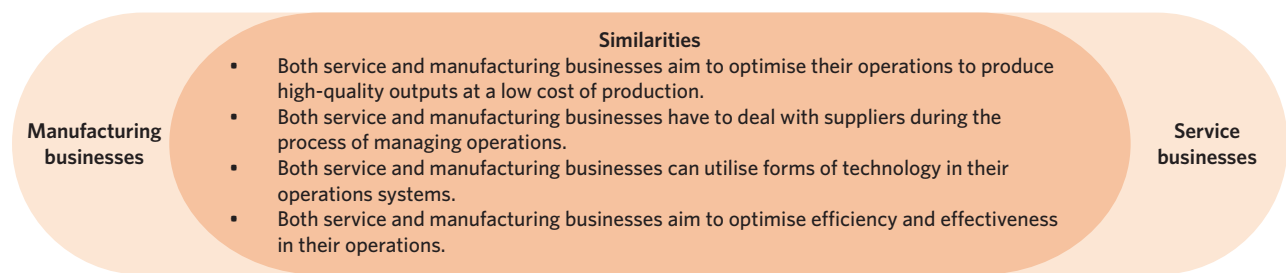 Similarities
• Both service and manufacturing businesses aim to optimise their operations to produce
high-quality outputs at a low cost of production.
• Both service and manufacturing businesses have to deal with suppliers during the
process of managing operations.
• Both service and manufacturing businesses can utilise forms of technology in their
operations systems.
• Both service and manufacturing businesses aim to optimise efficiency and effectiveness
in their operations.
Manufacturing
businesses
Service
businesses